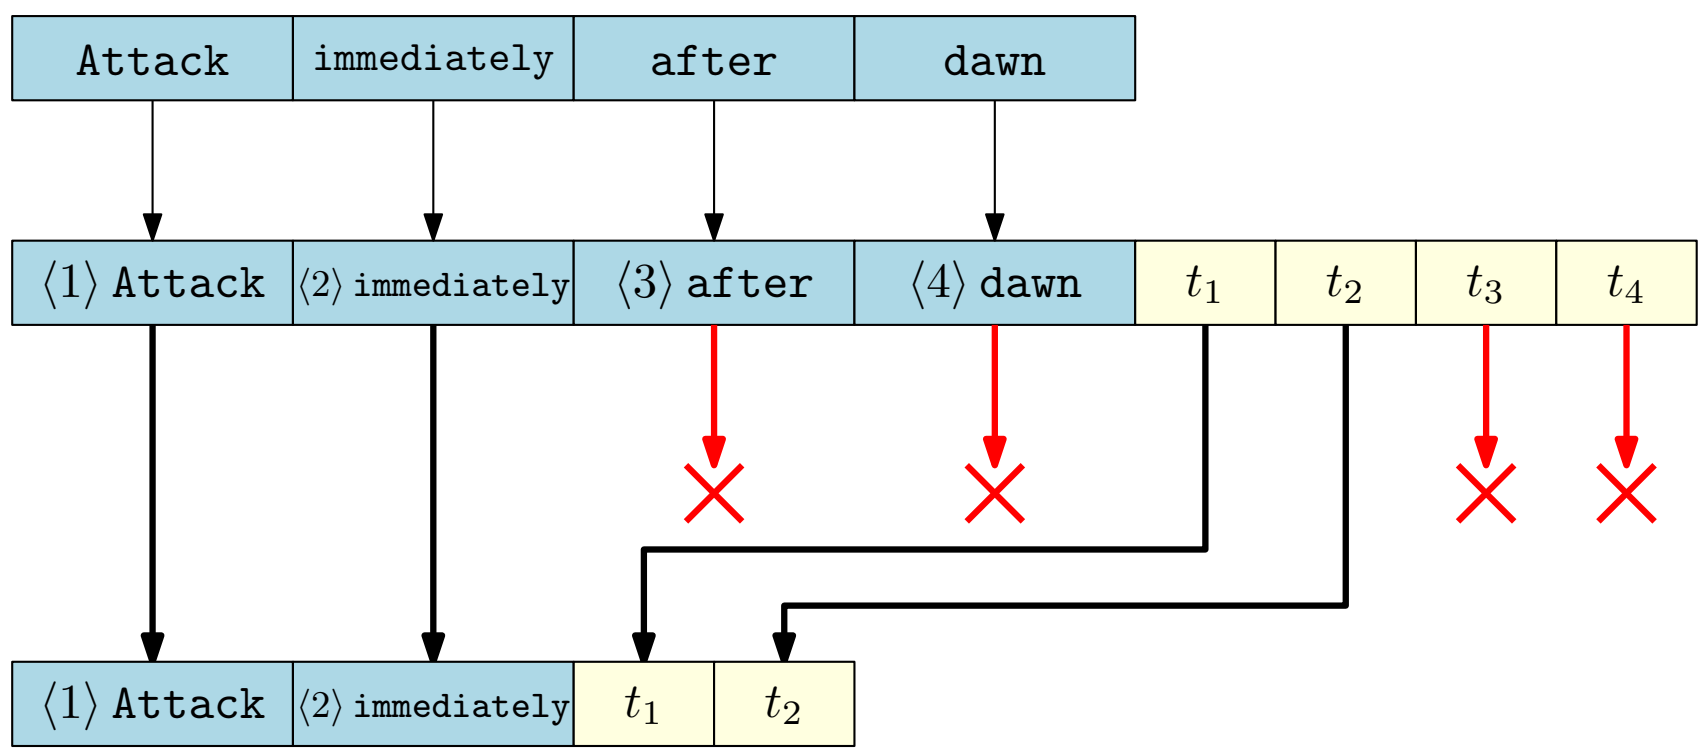 Attack immediately after dawn
⟨1⟩ Attack ⟨2⟩ immediately ⟨3⟩ after ⟨4⟩ dawn t₁ t₂ t₃ t₄
⟨1⟩ Attack ⟨2⟩ immediately t₁ t₂